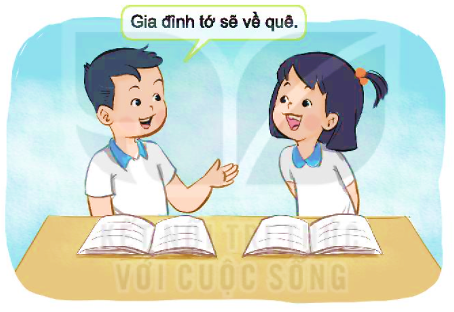 Gia đình tớ sẽ về quê.
VỚI CUỘC SỐNG